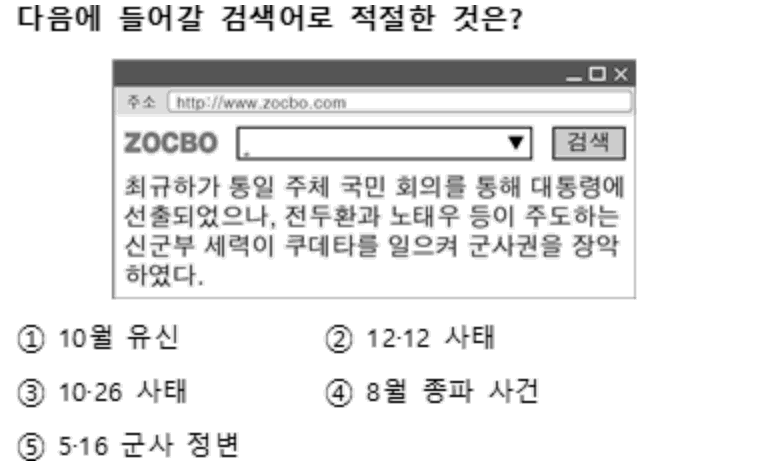 다음에 들어갈 검색어로 적절한 것은?
주소 http://www.zocbo.com
ZOCBO 검색
최규하가 통일 주체 국민 회의를 통해 대통령에
선출되었으나, 전두환과 노태우 등이 주도하는
신군부 세력이 쿠데타를 일으켜 군사권을 장악
하였다.
① 10월 유신 ② 12·12 사태
③ 10·26 사태 ④ 8월 종파 사건
⑤ 5·16 군사 정변